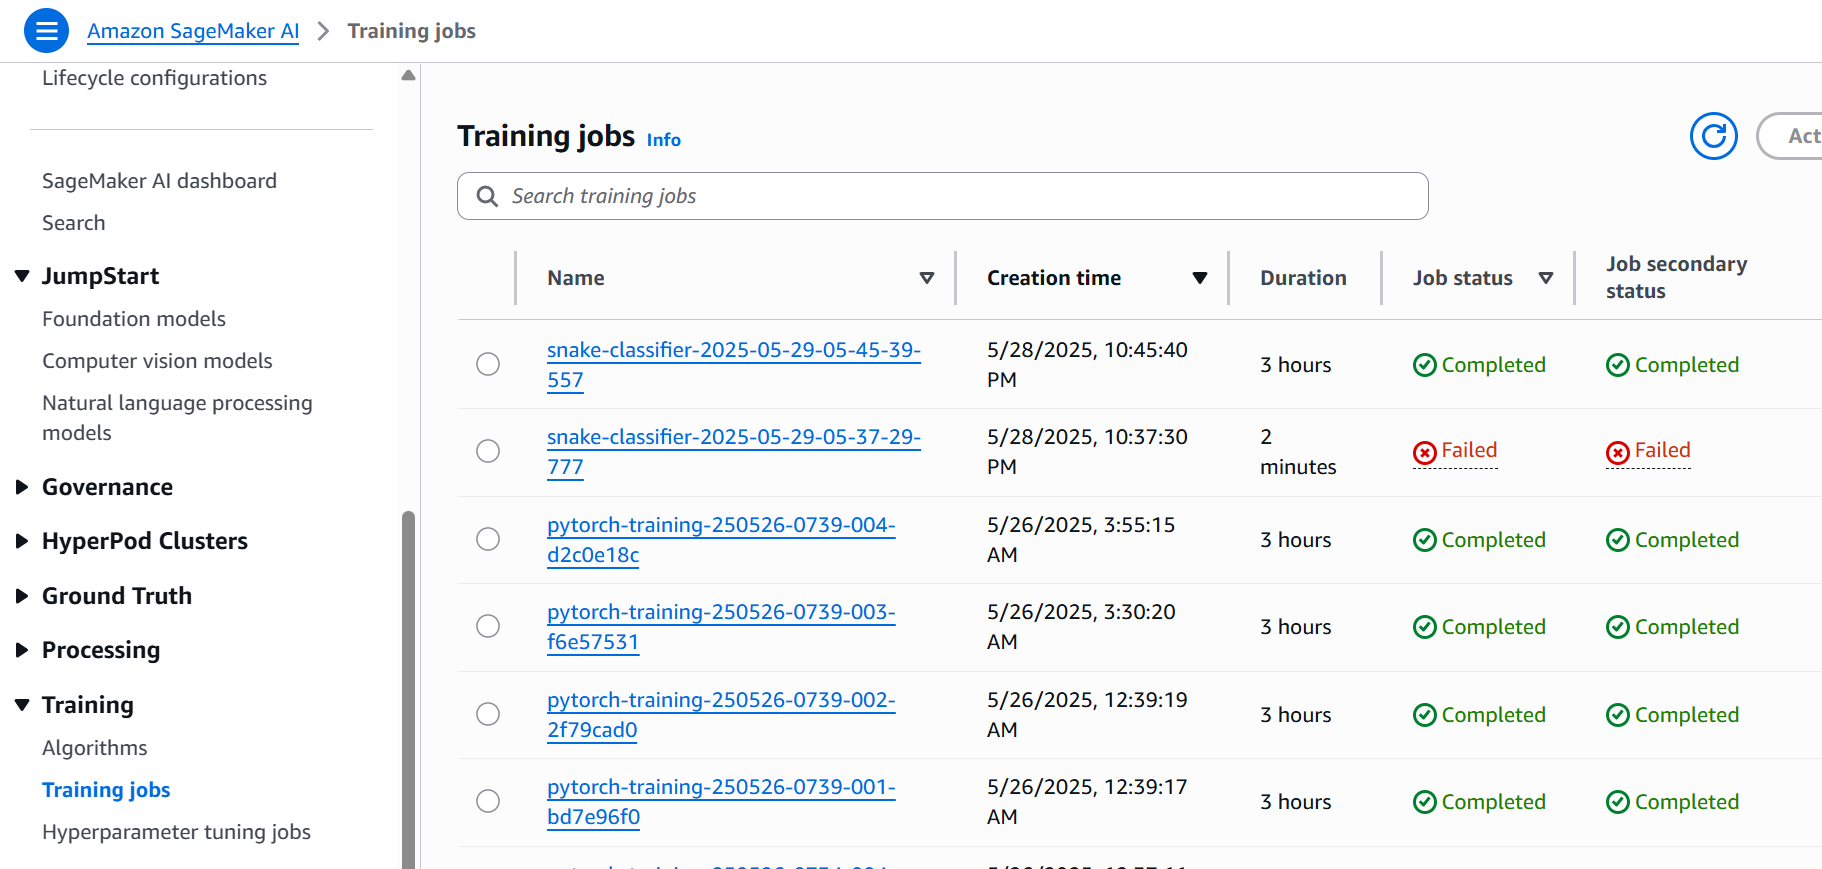 Amazon SageMaker AI > Training jobs
Lifecycle configurations
SageMaker AI dashboard
Search
JumpStart
Foundation models
Computer vision models
Natural language processing
models
Governance
HyperPod Clusters
Ground Truth
Processing
Training
Algorithms
Training jobs
Hyperparameter tuning jobs
Training jobs Info
Act
Search training jobs
Name Creation time Duration Job status Job secondary
status
snake-classifier-2025-05-29-05-45-39-
557
5/28/2025, 10:45:40
PM
3 hours
Completed
Completed
snake-classifier-2025-05-29-05-37-29-
777
5/28/2025, 10:37:30
PM
2
minutes
Failed
Failed
pytorch-training-250526-0739-004-
d2c0e18c
5/26/2025, 3:55:15
AM
3 hours
Completed
Completed
pytorch-training-250526-0739-003-
f6e57531
5/26/2025, 3:30:20
AM
3 hours
Completed
Completed
pytorch-training-250526-0739-002-
2f79cad0
5/26/2025, 12:39:19
AM
3 hours
Completed
Completed
pytorch-training-250526-0739-001-
bd7e96f0
5/26/2025, 12:39:17
AM
3 hours
Completed
Completed